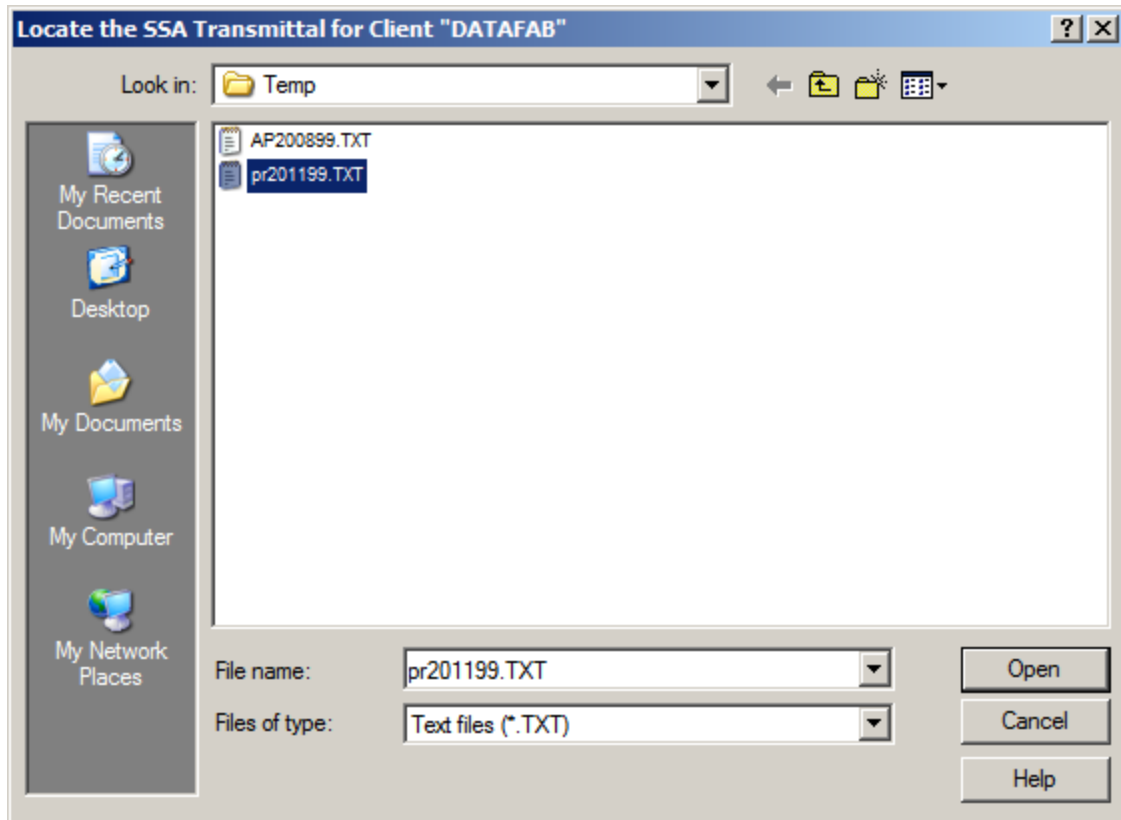 Locate the SSA Transmittal for Client "DATAFAB"
Look in:
Temp
AP200899.TXT
pr201199.TXT
My Recent
Documents
Desktop
My Documents
My Computer
My Network
Places
File name:
pr201199.TXT
Open
Files of type:
Text files (*.TXT)
Cancel
Help